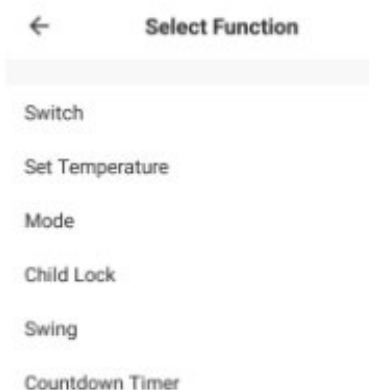 Select Function
Switch
Set Temperature
Mode
Child Lock
Swing
Countdown Timer